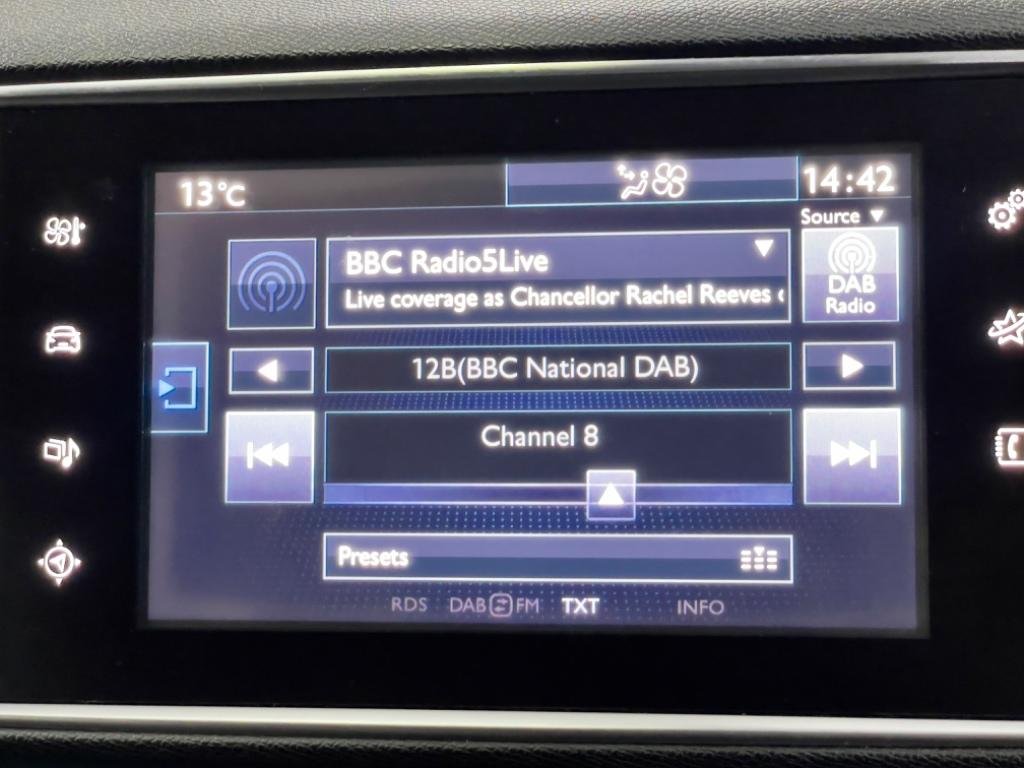 13°C
14:42
Source
BBC Radio5Live
Live coverage as Chancellor Rachel Reeves
DAB
Radio
12B(BBC National DAB)
Channel 8
Presets
RDS DAB FM TXT INFO